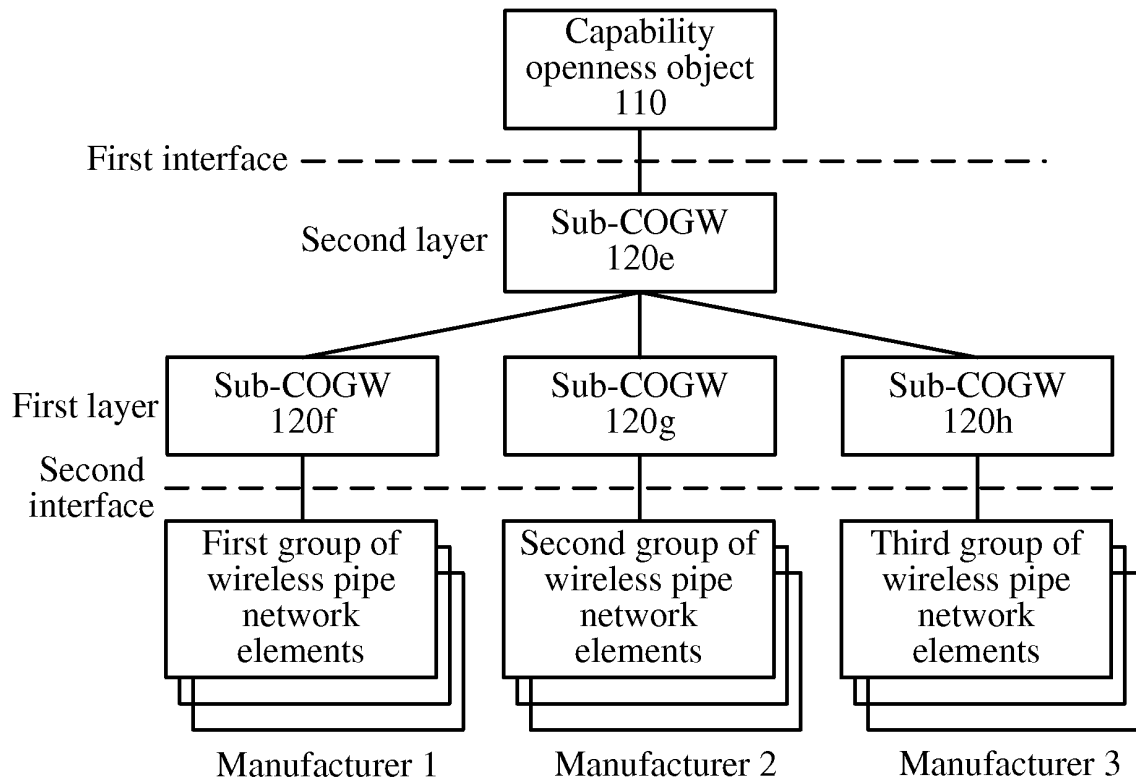 Capability
openness object
110
First interface
Second layer
Sub-COGW
120e
First layer
Sub-COGW
120f
Sub-COGW
120g
Sub-COGW
120h
Second
interface
First group of
wireless pipe
network
elements
Second group of
wireless pipe
network
elements
Third group of
wireless pipe
network
elements
Manufacturer 1
Manufacturer 2
Manufacturer 3